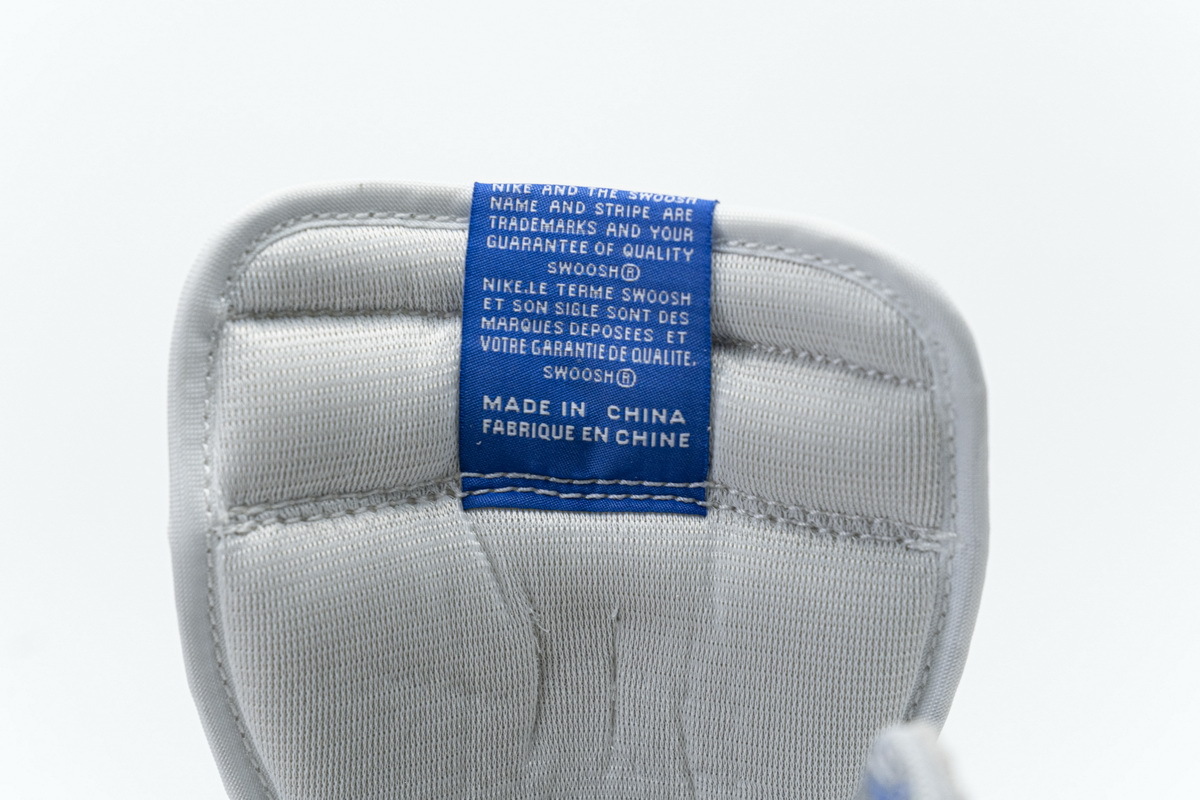 NIKE AND THE SWOOSH
NAME AND STRIPE ARE
TRADEMARKS AND YOUR
GUARANTEE OF QUALITY
SWOOSH®
NIKE.LE TERME SWOOSH
ET SON SIGLE SONT DES
MARQUES DEPOSEES ET
VOTRE GARANTIE DE QUALITE.
SWOOSH®
MADE IN CHINA
FABRIQUE EN CHINE